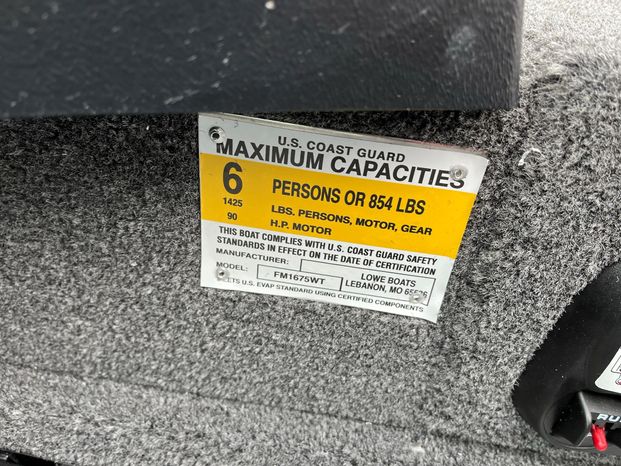 U.S. COAST GUARD
MAXIMUM CAPACITIES
6 PERSONS OR 854 LBS
1425 LBS. PERSONS, MOTOR, GEAR
90 H.P. MOTOR
THIS BOAT COMPLIES WITH U.S. COAST GUARD SAFETY
STANDARDS IN EFFECT ON THE DATE OF CERTIFICATION
MANUFACTURER: LOWE BOATS
MODEL: FM1675WT LEBANON, MO 65536
MEETS U.S. EVAP STANDARD USING CERTIFIED COMPONENTS